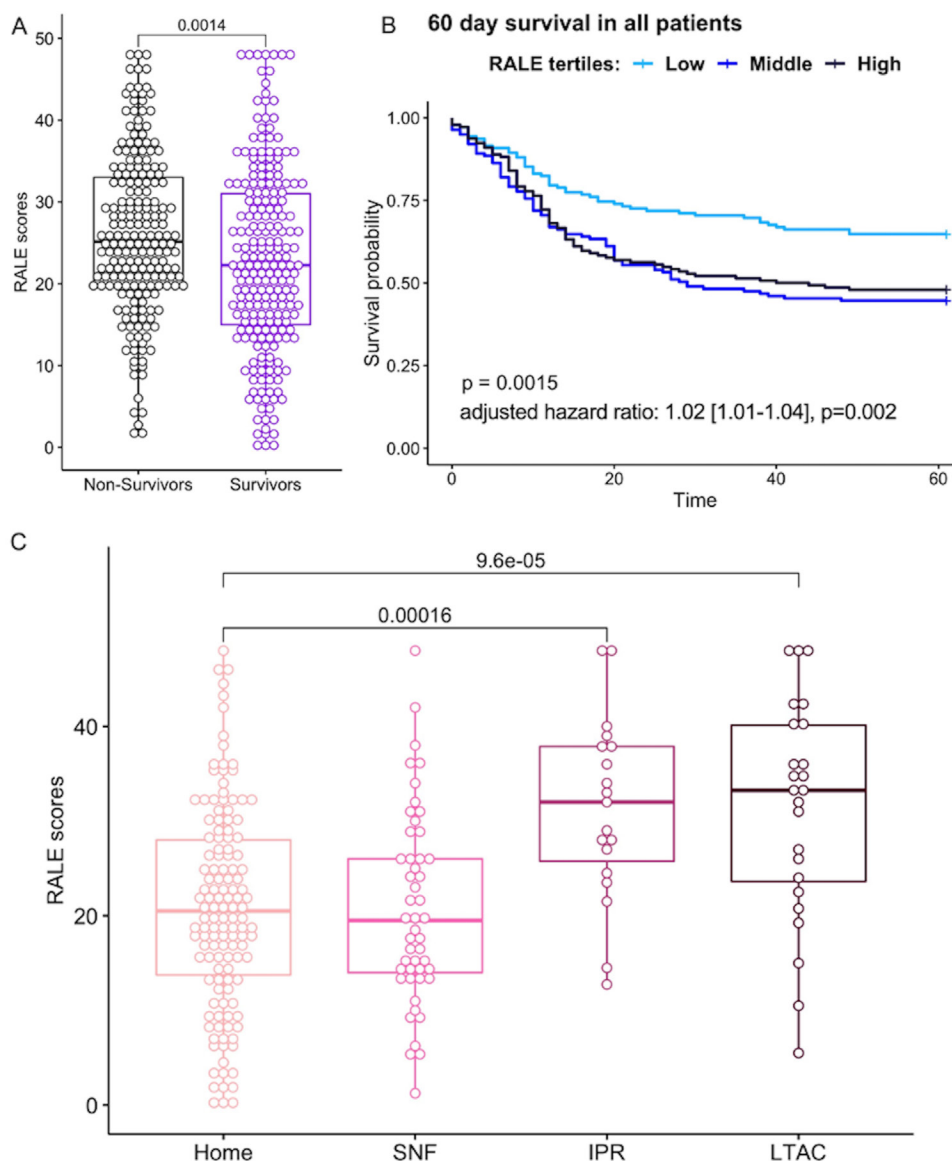 A
0.0014
50
40
30
20
10
0
RALE scores
Non-Survivors
Survivors
B
60 day survival in all patients
RALE tertiles: Low Middle High
1.00
0.75
0.50
0.25
0.00
Survival probability
p = 0.0015
adjusted hazard ratio: 1.02 [1.01-1.04], p=0.002
0 20 40 60
Time
C
9.6e-05
0.00016
40
20
0
RALE scores
Home SNF IPR LTAC